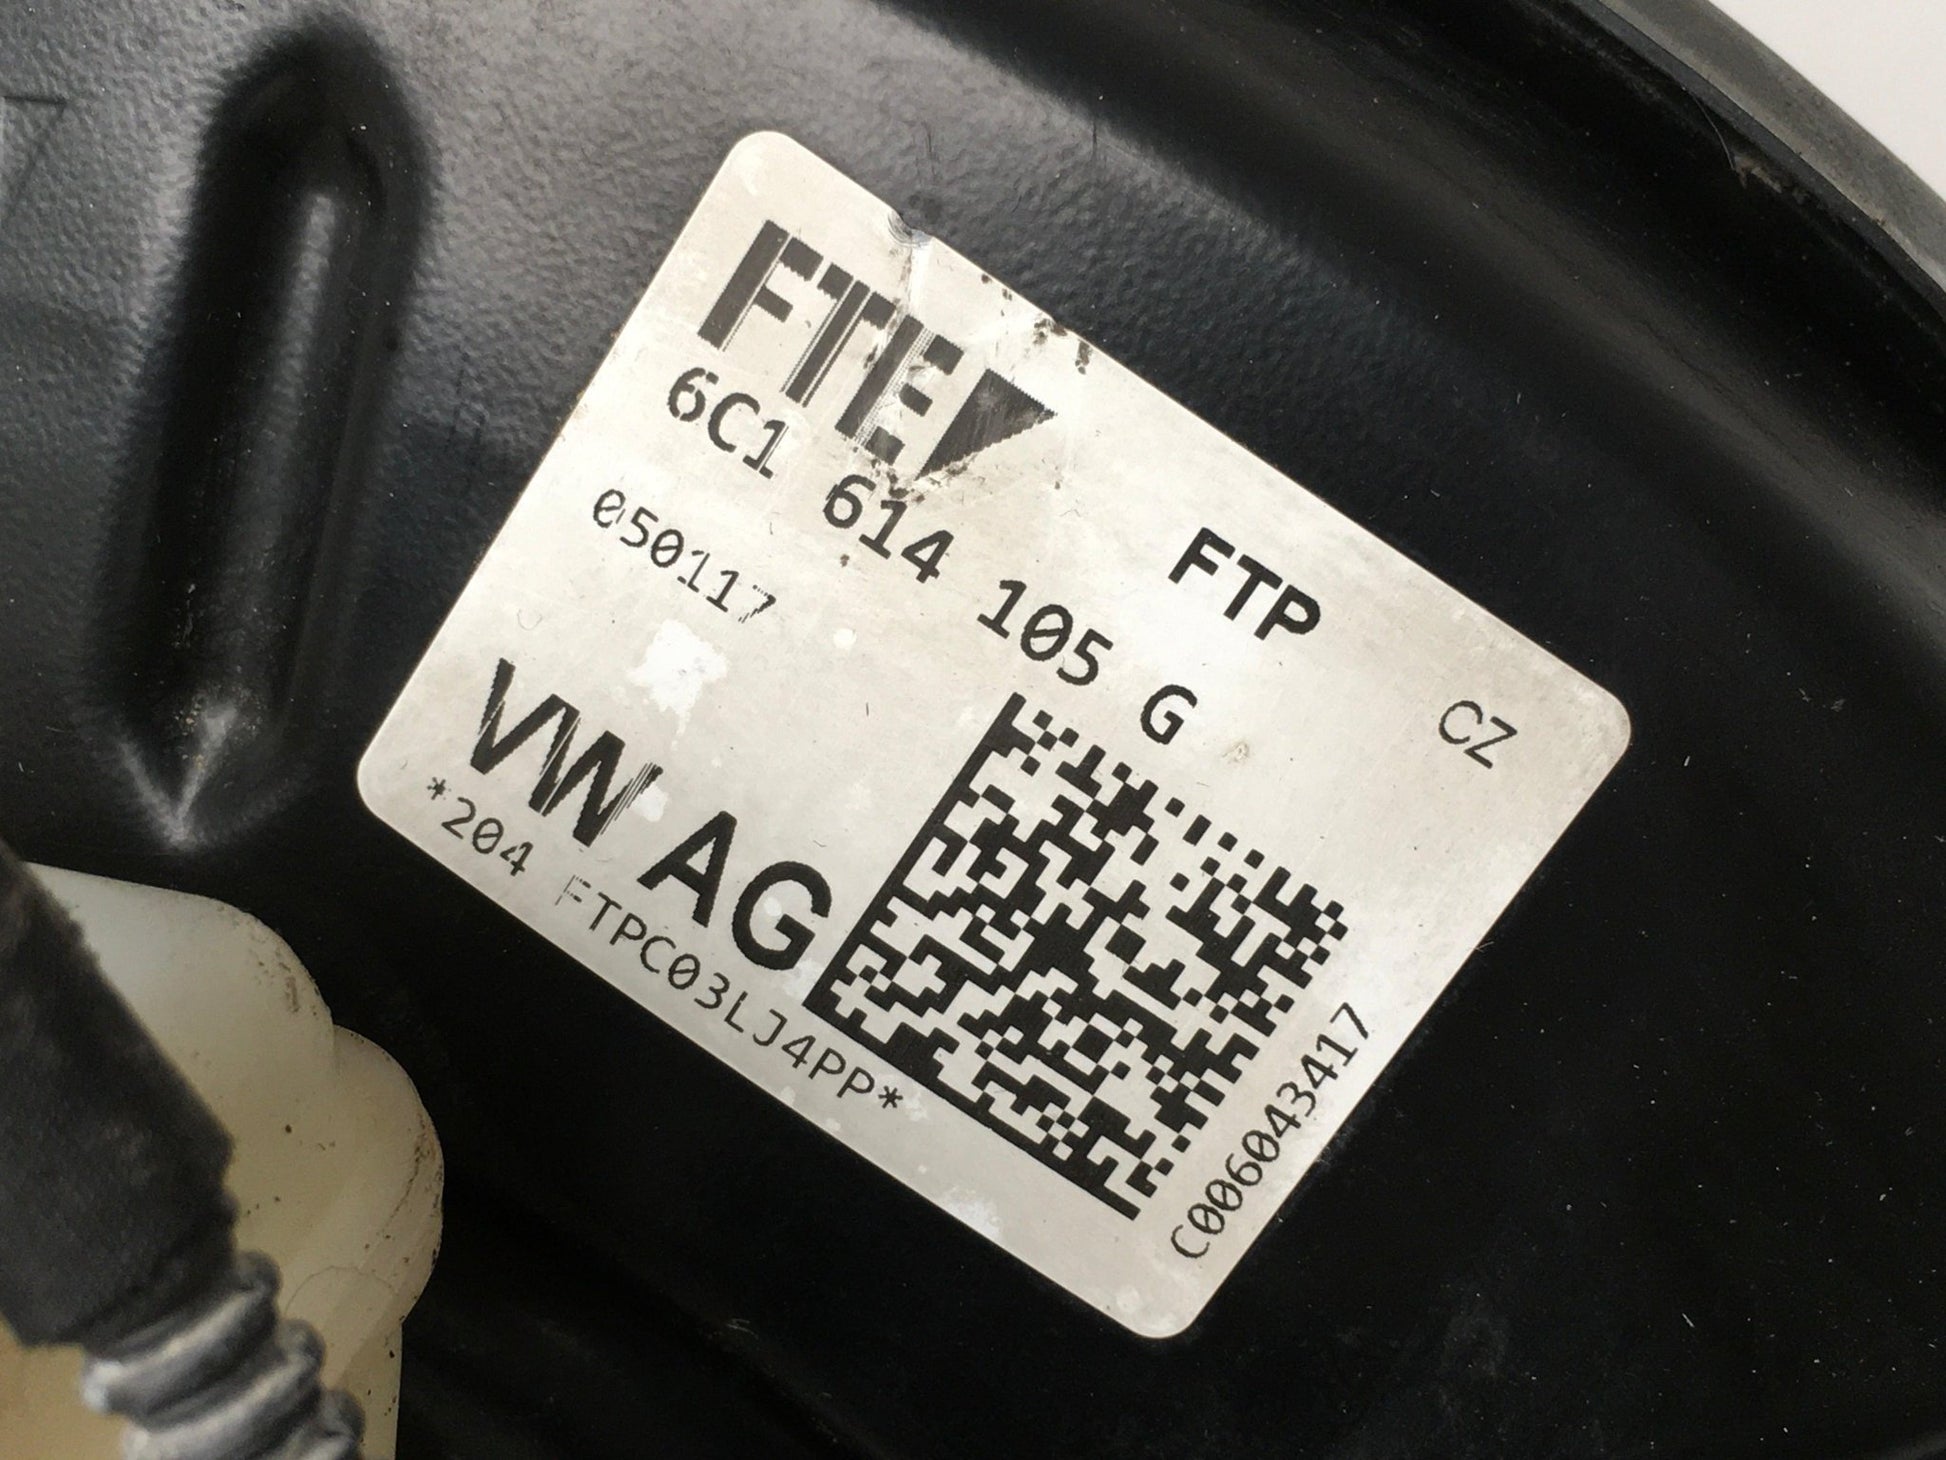 FTE
FTP
CZ
6C1 614 105 G
050117
VW AG
*204 FTPC03LJ4PP*
C006043417